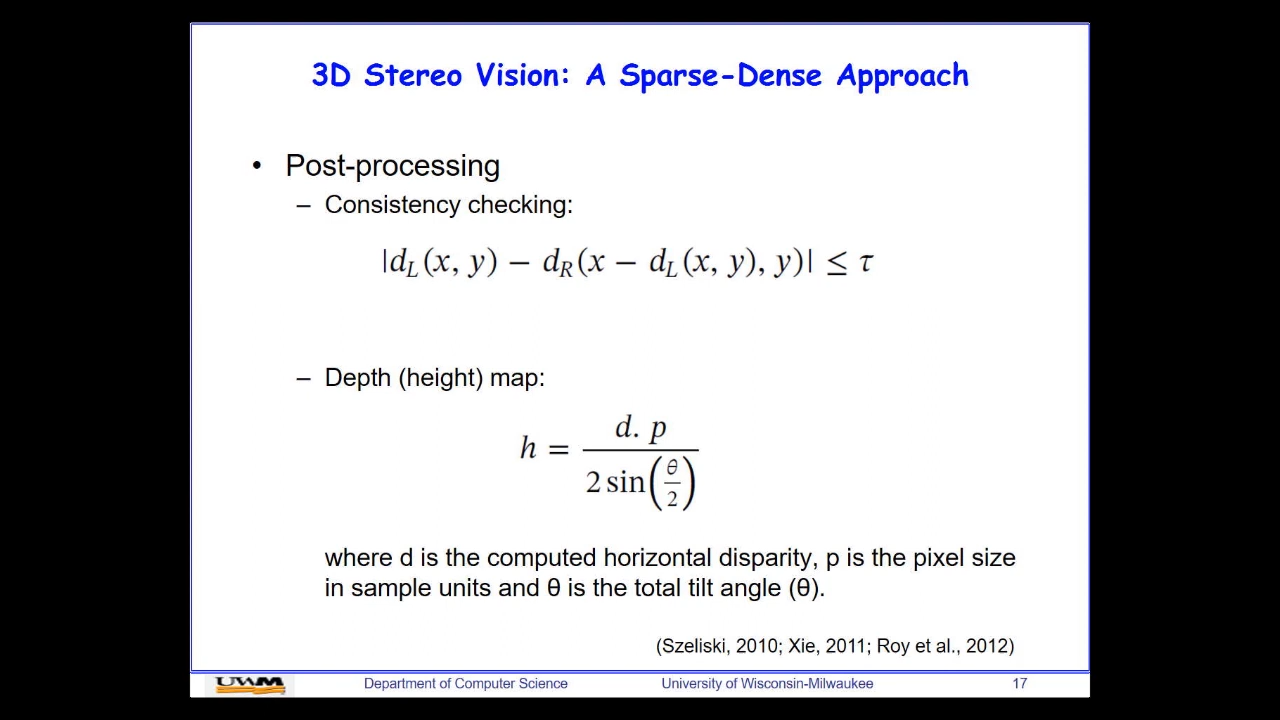 3D Stereo Vision: A Sparse-Dense Approach
• Post-processing
– Consistency checking:
|d_L(x, y) − d_R(x − d_L(x, y), y)| ≤ τ
– Depth (height) map:
h = d. p / 2 sin(θ/2)
where d is the computed horizontal disparity, p is the pixel size
in sample units and θ is the total tilt angle (θ).
(Szeliski, 2010; Xie, 2011; Roy et al., 2012)
UWM Department of Computer Science University of Wisconsin-Milwaukee 17